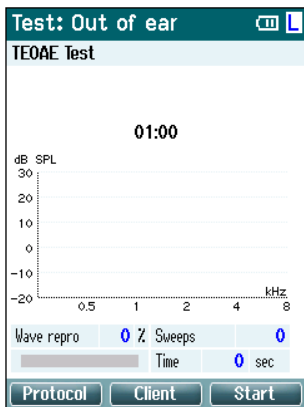 Test: Out of ear L
TEOAE Test
01:00
dB SPL
30
20
10
0
-10
-20
kHz
0.5 1 2 4 8
Wave repro 0 % Sweeps 0
Time 0 sec
Protocol Client Start